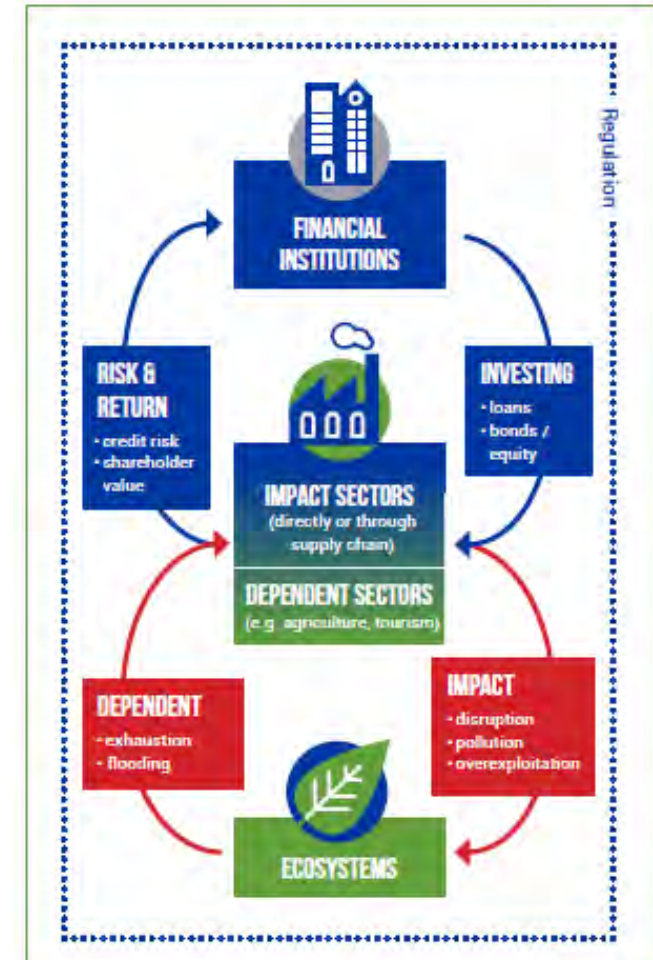 Regulation
FINANCIAL
INSTITUTIONS
RISK &
RETURN
• credit risk
• shareholder
value
INVESTING
• loans
• bonds /
equity
IMPACT SECTORS
(directly or through
supply chain)
DEPENDENT SECTORS
(e.g. agriculture, tourism)
DEPENDENT
• exhaustion
• flooding
IMPACT
• disruption
• pollution
• overexploitation
ECOSYSTEMS